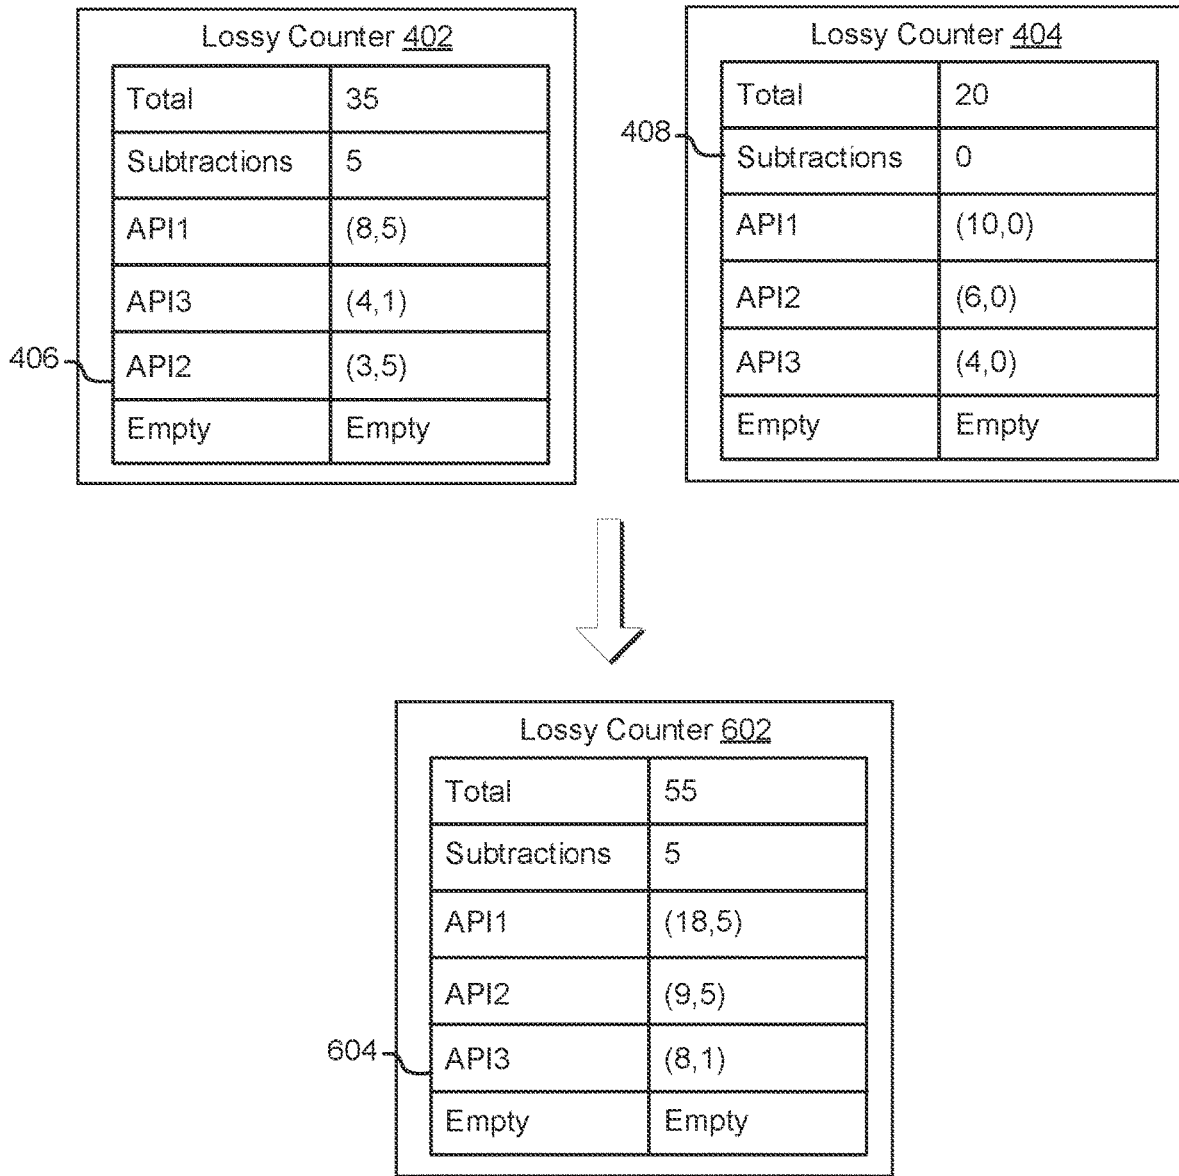 Lossy Counter 402
Total 35
Subtractions 5
API1 (8,5)
API3 (4,1)
406
API2 (3,5)
Empty Empty
Lossy Counter 404
Total 20
408
Subtractions 0
API1 (10,0)
API2 (6,0)
API3 (4,0)
Empty Empty
Lossy Counter 602
Total 55
Subtractions 5
API1 (18,5)
API2 (9,5)
604
API3 (8,1)
Empty Empty